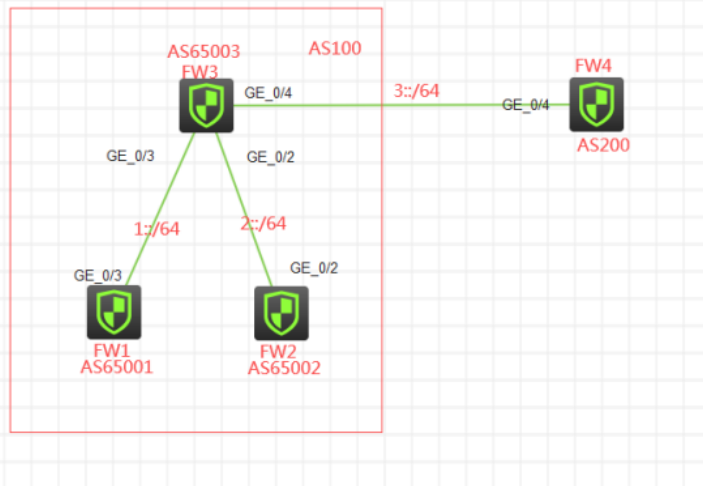 AS65003
AS100
FW3
FW4
GE_0/4
3::/64
GE_0/4
AS200
GE_0/3
GE_0/2
1::/64
2::/64
GE_0/3
GE_0/2
FW1
FW2
AS65001
AS65002